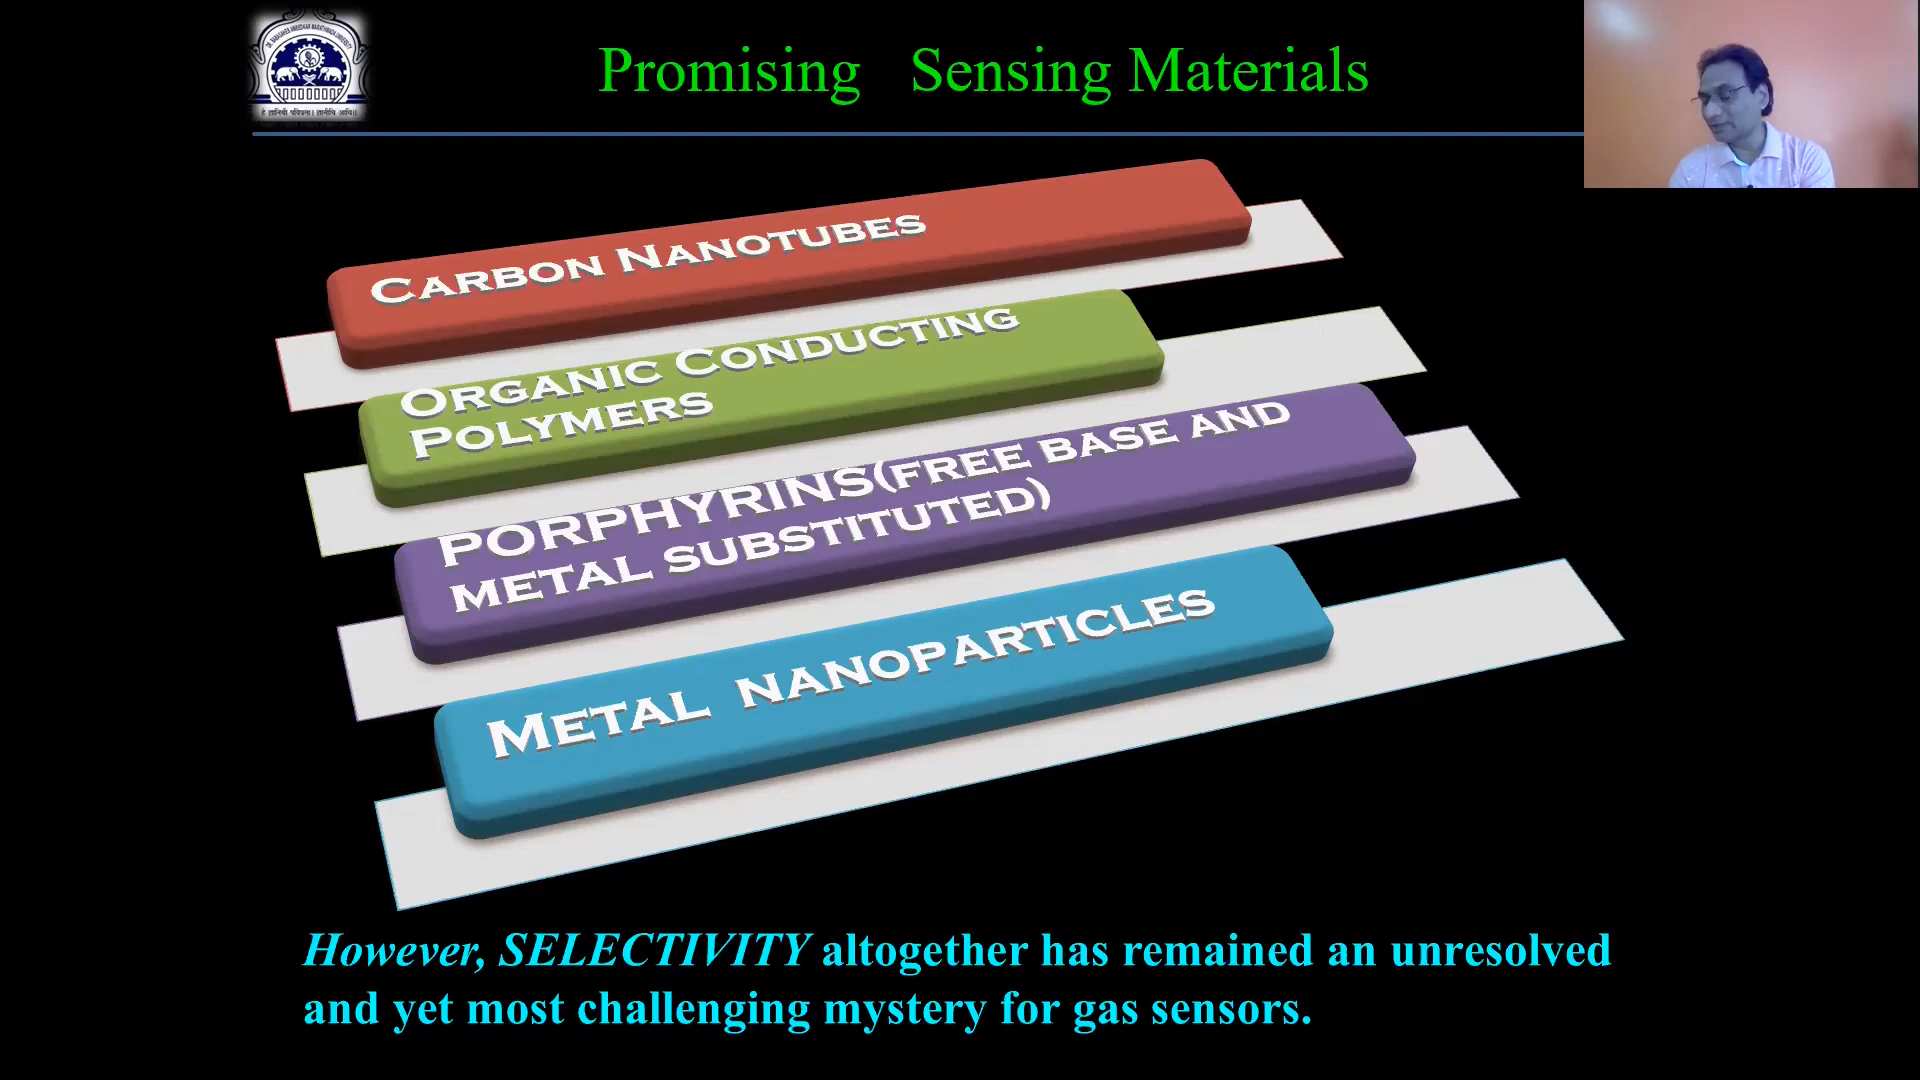 Promising Sensing Materials
CARBON NANOTUBES
ORGANIC CONDUCTING
POLYMERS
PORPHYRINS(FREE BASE AND
METAL SUBSTITUTED)
METAL NANOPARTICLES
However, SELECTIVITY altogether has remained an unresolved
and yet most challenging mystery for gas sensors.